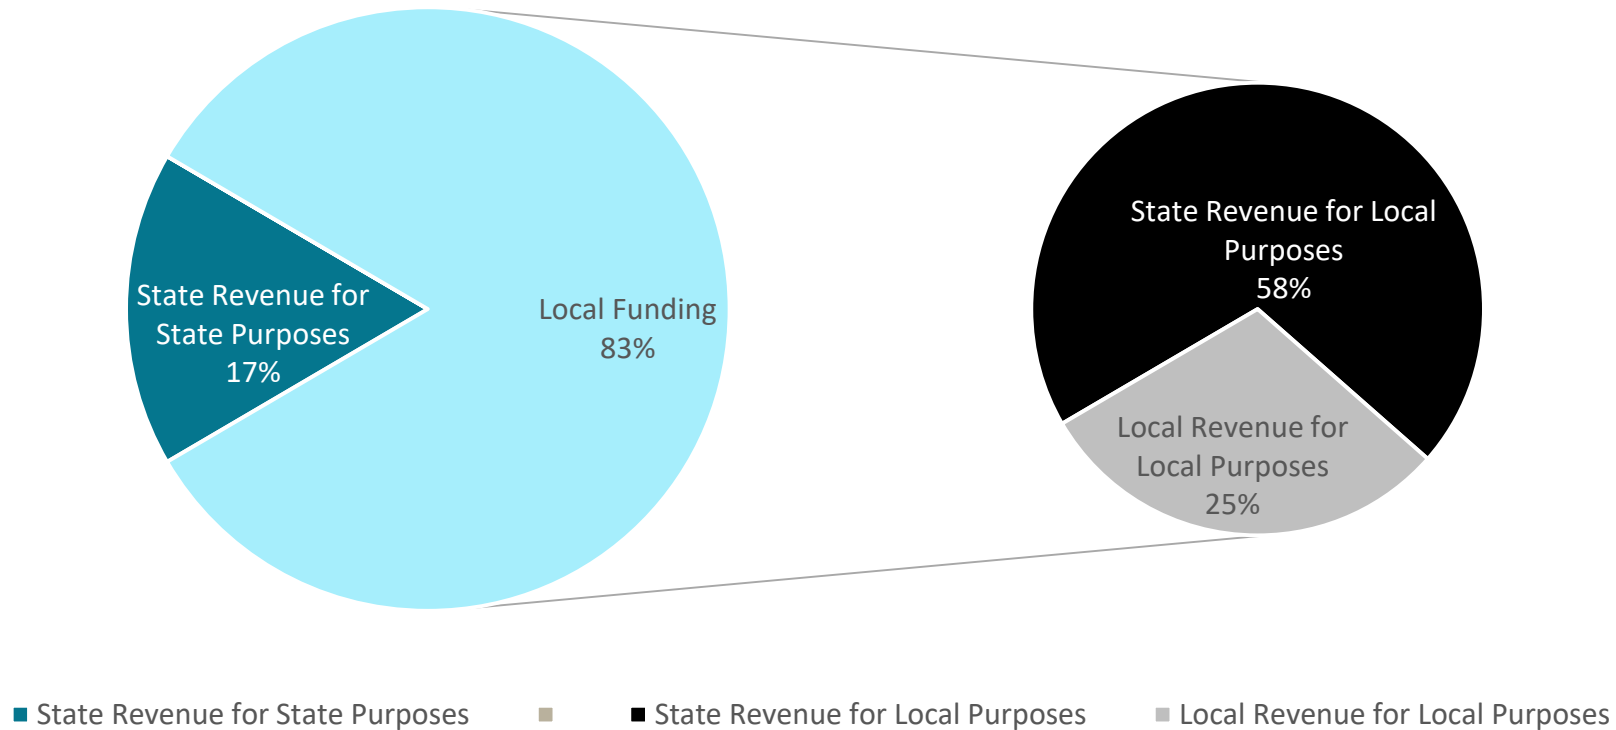 State Revenue for
State Purposes
17%
Local Funding
83%
State Revenue for Local
Purposes
58%
Local Revenue for
Local Purposes
25%
State Revenue for State Purposes
State Revenue for Local Purposes
Local Revenue for Local Purposes